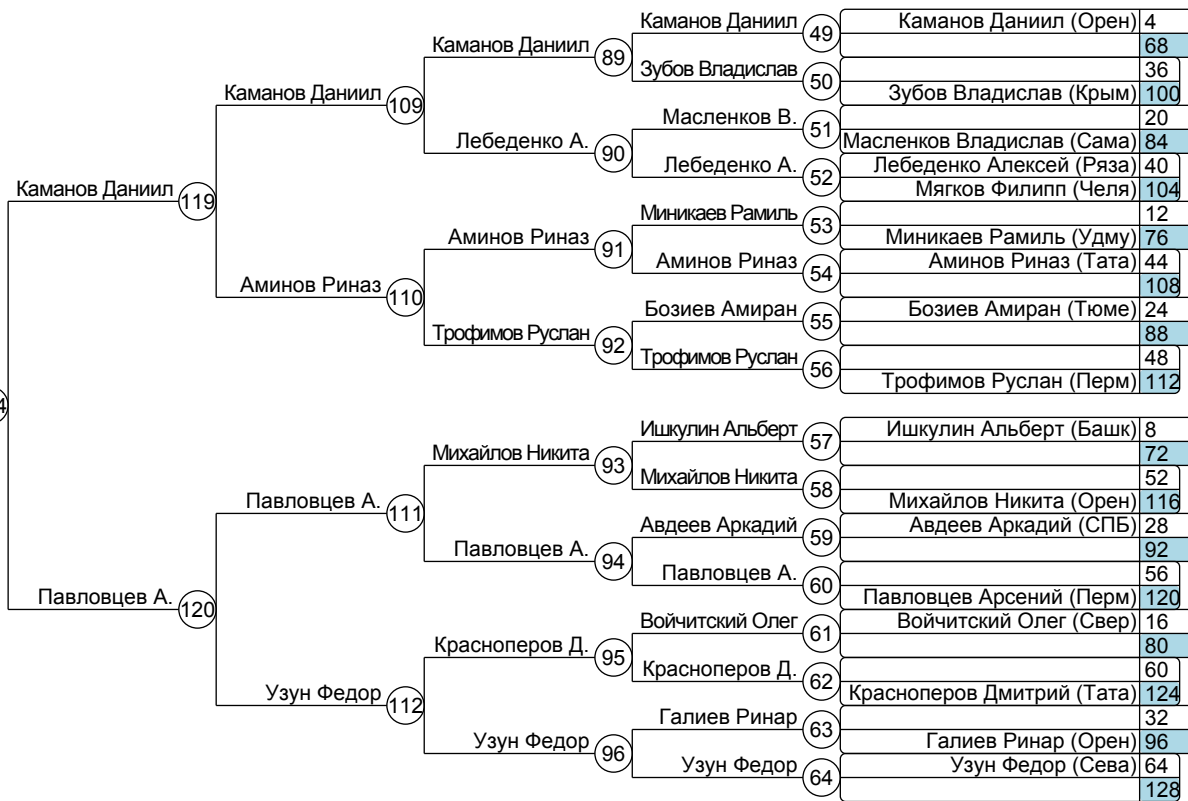 Каманов Даниил 49 Каманов Даниил (Орен) 4
Каманов Даниил 89 68
Зубов Владислав 50 36
Каманов Даниил 109 Зубов Владислав (Крым) 100
Масленков В. 51 20
Лебеденко А. 90 Масленков Владислав (Сама) 84
Лебеденко А. 52 Лебеденко Алексей (Ряза) 40
Каманов Даниил 119 Мягков Филипп (Челя) 104
Миникаев Рамиль 53 12
Аминов Риназ 91 Миникаев Рамиль (Удму) 76
Аминов Риназ 54 Аминов Риназ (Тата) 44
Аминов Риназ 110 108
Бозиев Амиран 55 Бозиев Амиран (Тюме) 24
Трофимов Руслан 92 88
Трофимов Руслан 56 48
Трофимов Руслан (Перм) 112
4
Ишкулин Альберт 57 Ишкулин Альберт (Башк) 8
Михайлов Никита 93 72
Михайлов Никита 58 52
Павловцев А. 111 Михайлов Никита (Орен) 116
Авдеев Аркадий 59 Авдеев Аркадий (СПБ) 28
Павловцев А. 94 92
Павловцев А. 60 56
Павловцев А. 120 Павловцев Арсений (Перм) 120
Войчитский Олег 61 Войчитский Олег (Свер) 16
Красноперов Д. 95 80
Красноперов Д. 62 60
Узун Федор 112 Красноперов Дмитрий (Тата) 124
Галиев Ринар 63 32
Узун Федор 96 Галиев Ринар (Орен) 96
Узун Федор 64 Узун Федор (Сева) 64
128